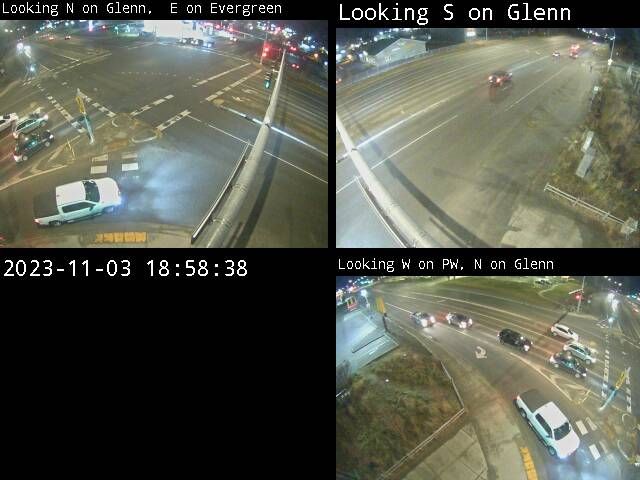 Looking N on Glenn, E on Evergreen
Looking S on Glenn
2023-11-03 18:58:38
Looking W on PW, N on Glenn